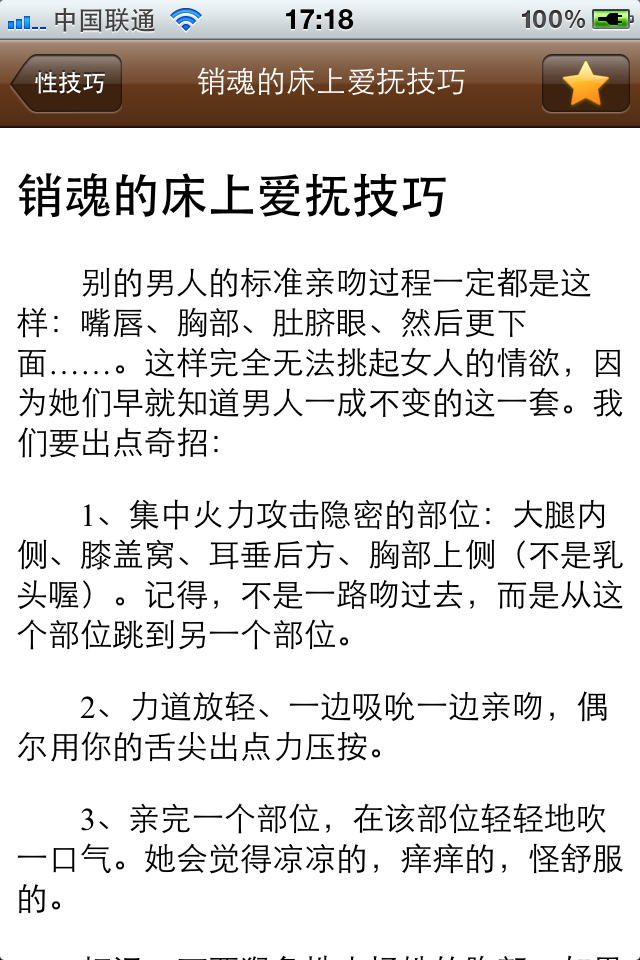 中国联通 17:18 100%
性技巧 销魂的床上爱抚技巧
销魂的床上爱抚技巧
别的男人的标准亲吻过程一定都是这
样：嘴唇、胸部、肚脐眼、然后更下
面……。这样完全无法挑起女人的情欲，因
为她们早就知道男人一成不变的这一套。我
们要出点奇招：
1、集中火力攻击隐密的部位：大腿内
侧、膝盖窝、耳垂后方、胸部上侧（不是乳
头喔）。记得，不是一路吻过去，而是从这
个部位跳到另一个部位。
2、力道放轻、一边吸吮一边亲吻，偶
尔用你的舌尖出点力压按。
3、亲完一个部位，在该部位轻轻地吹
一口气。她会觉得凉凉的，痒痒的，怪舒服
的。